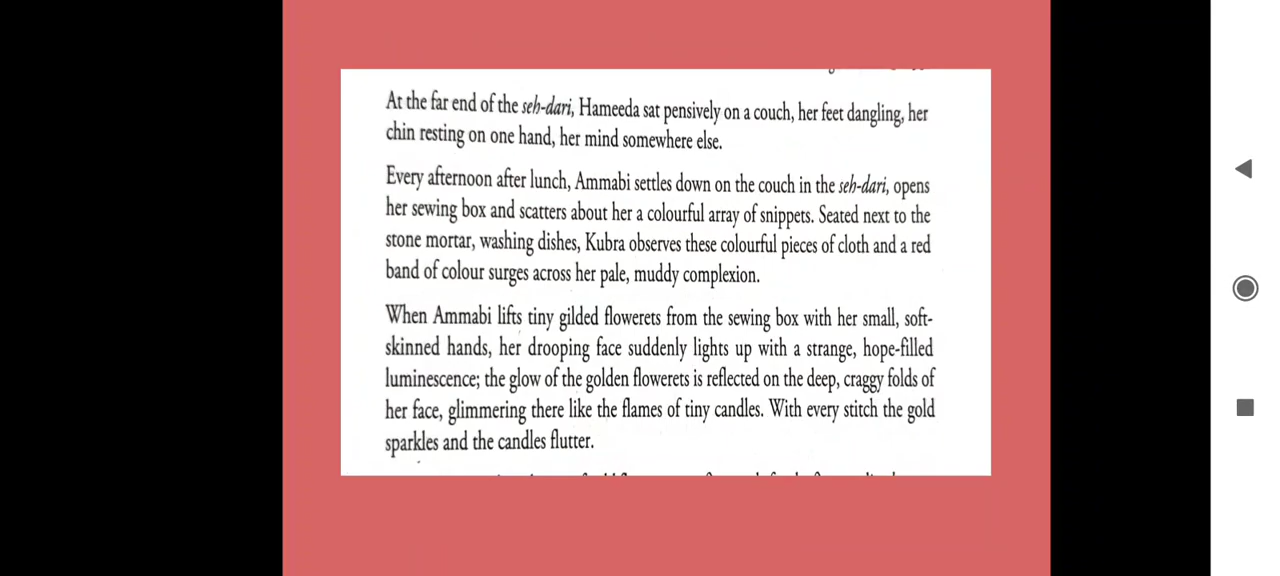 At the far end of the seh-dari, Hameeda sat pensively on a couch, her feet dangling, her
chin resting on one hand, her mind somewhere else.
Every afternoon after lunch, Ammabi settles down on the couch in the seh-dari, opens
her sewing box and scatters about her a colourful array of snippets. Seated next to the
stone mortar, washing dishes, Kubra observes these colourful pieces of cloth and a red
band of colour surges across her pale, muddy complexion.
When Ammabi lifts tiny gilded flowerets from the sewing box with her small, soft-
skinned hands, her drooping face suddenly lights up with a strange, hope-filled
luminescence; the glow of the golden flowerets is reflected on the deep, craggy folds of
her face, glimmering there like the flames of tiny candles. With every stitch the gold
sparkles and the candles flutter.